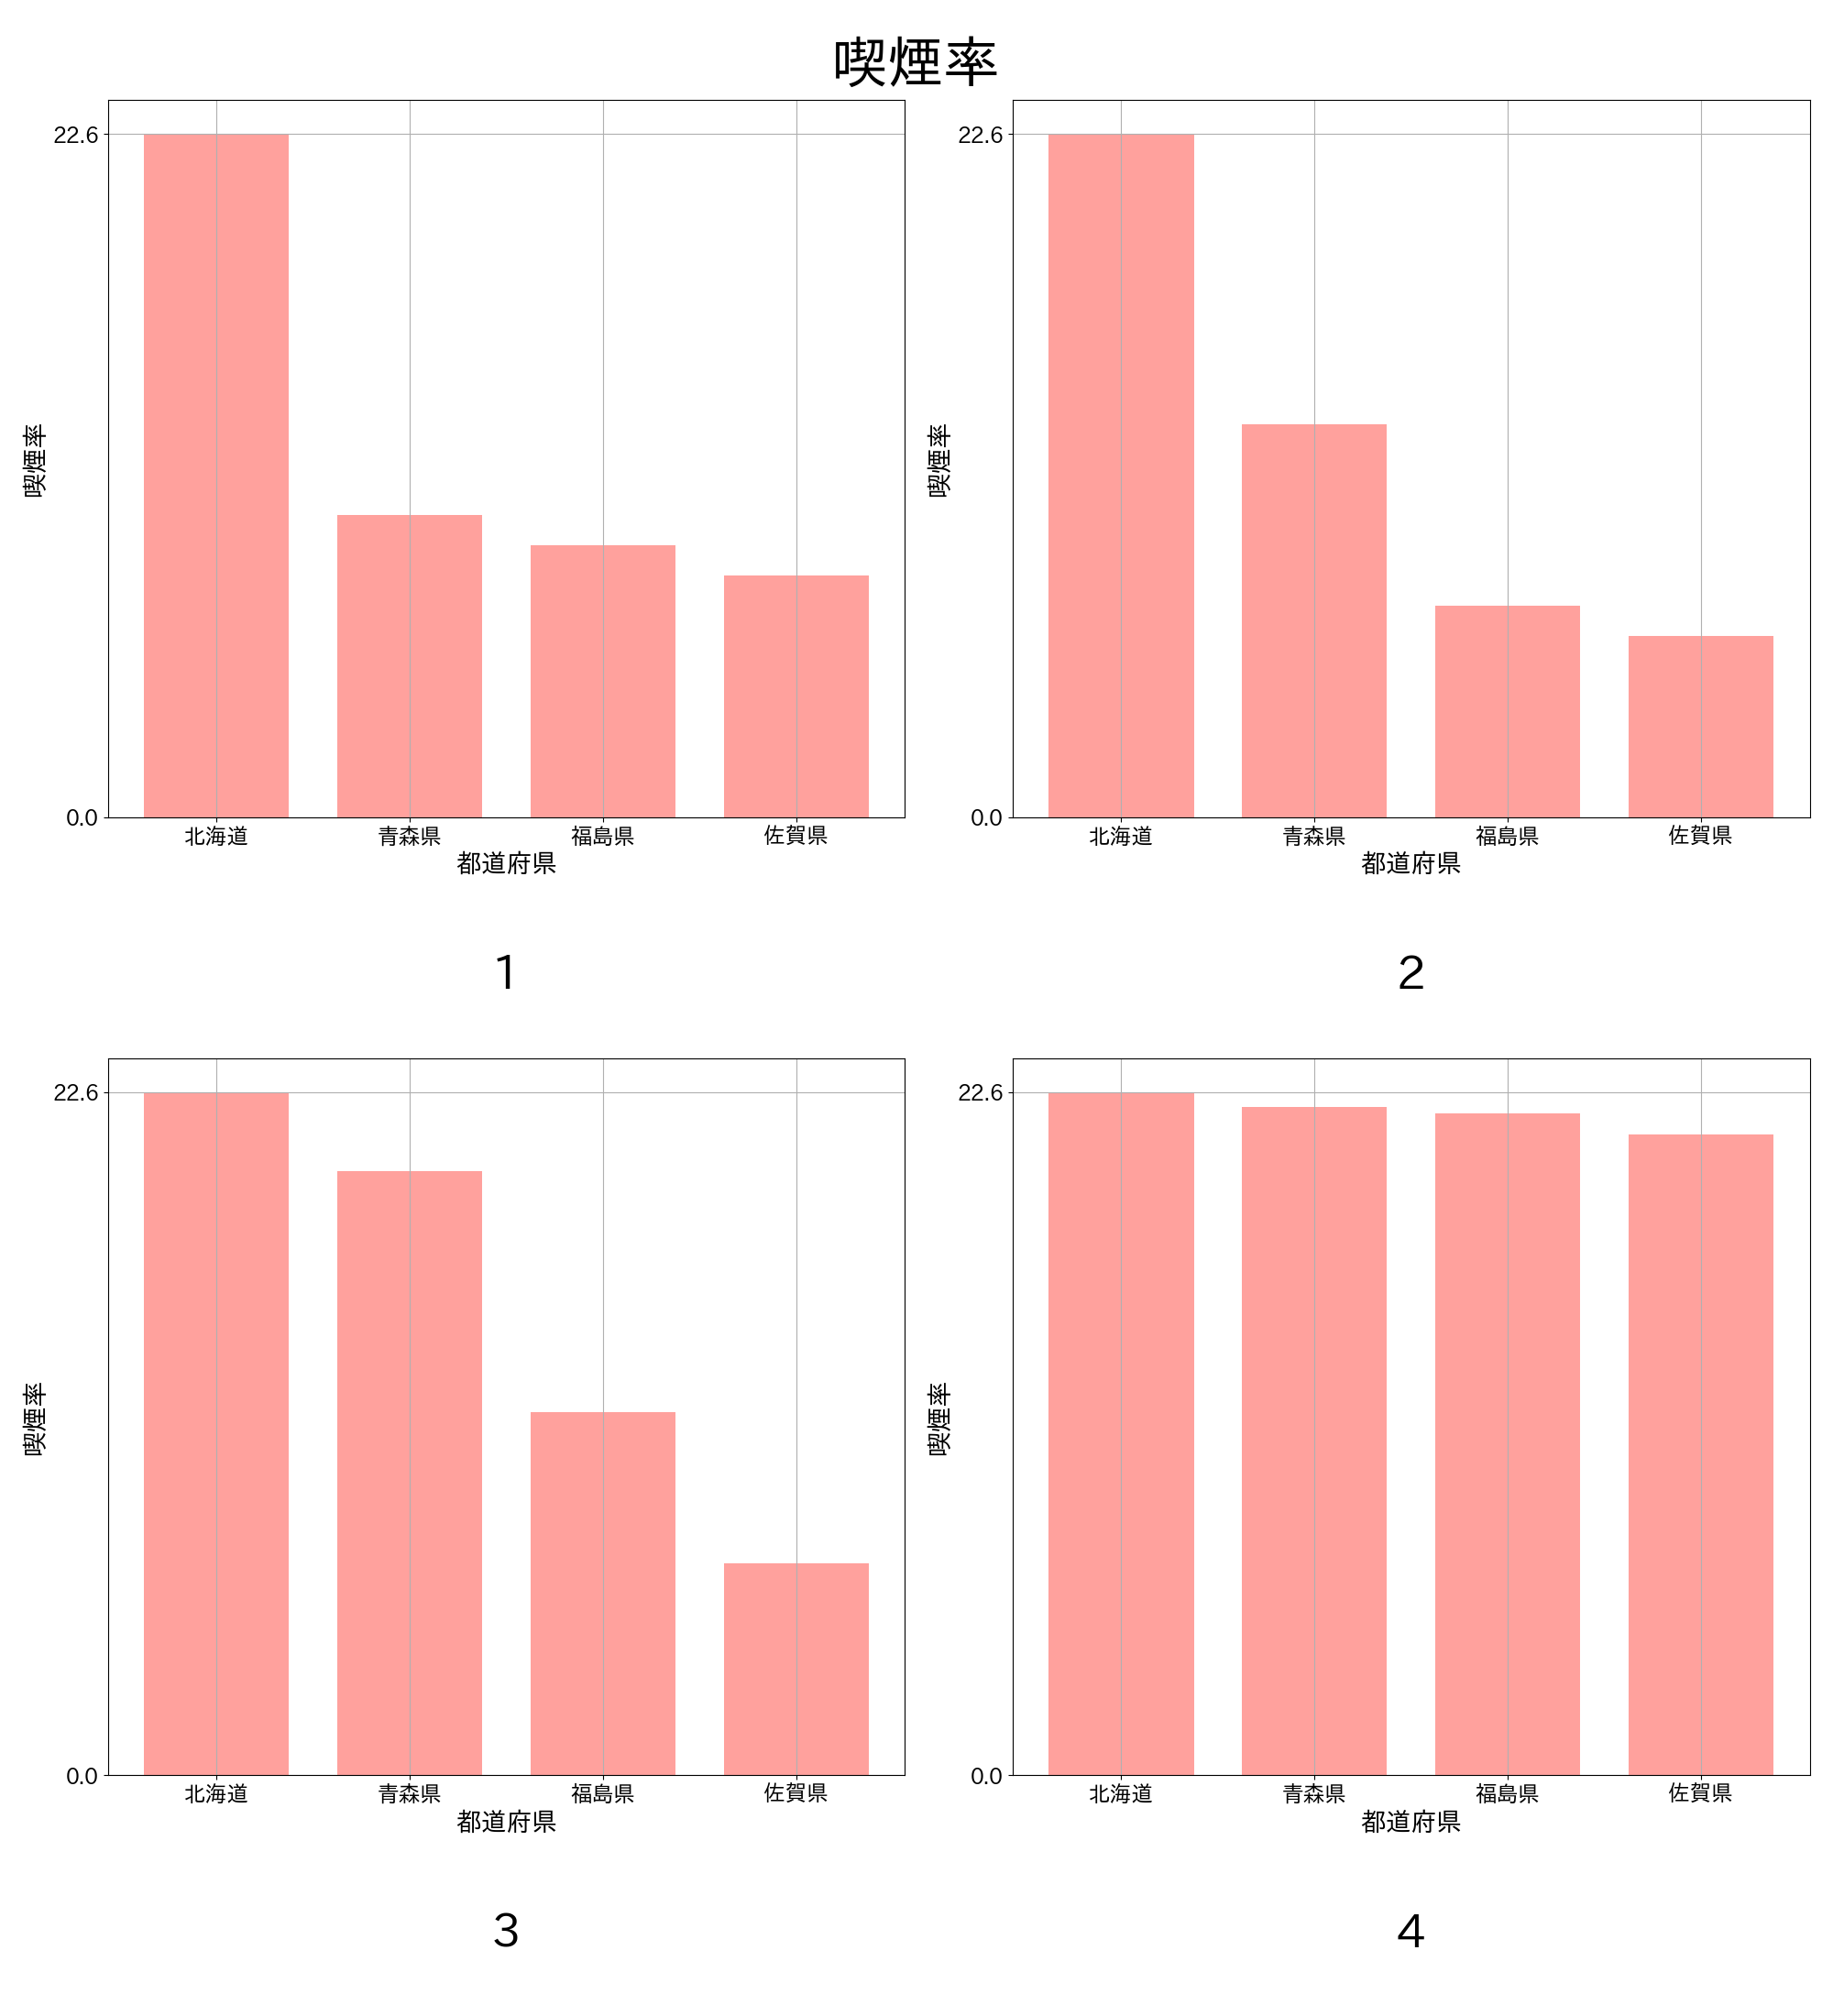 喫煙率
22.6
0.0
喫煙率
北海道 青森県 福島県 佐賀県
都道府県
1
22.6
0.0
喫煙率
北海道 青森県 福島県 佐賀県
都道府県
2
22.6
0.0
喫煙率
北海道 青森県 福島県 佐賀県
都道府県
3
22.6
0.0
喫煙率
北海道 青森県 福島県 佐賀県
都道府県
4